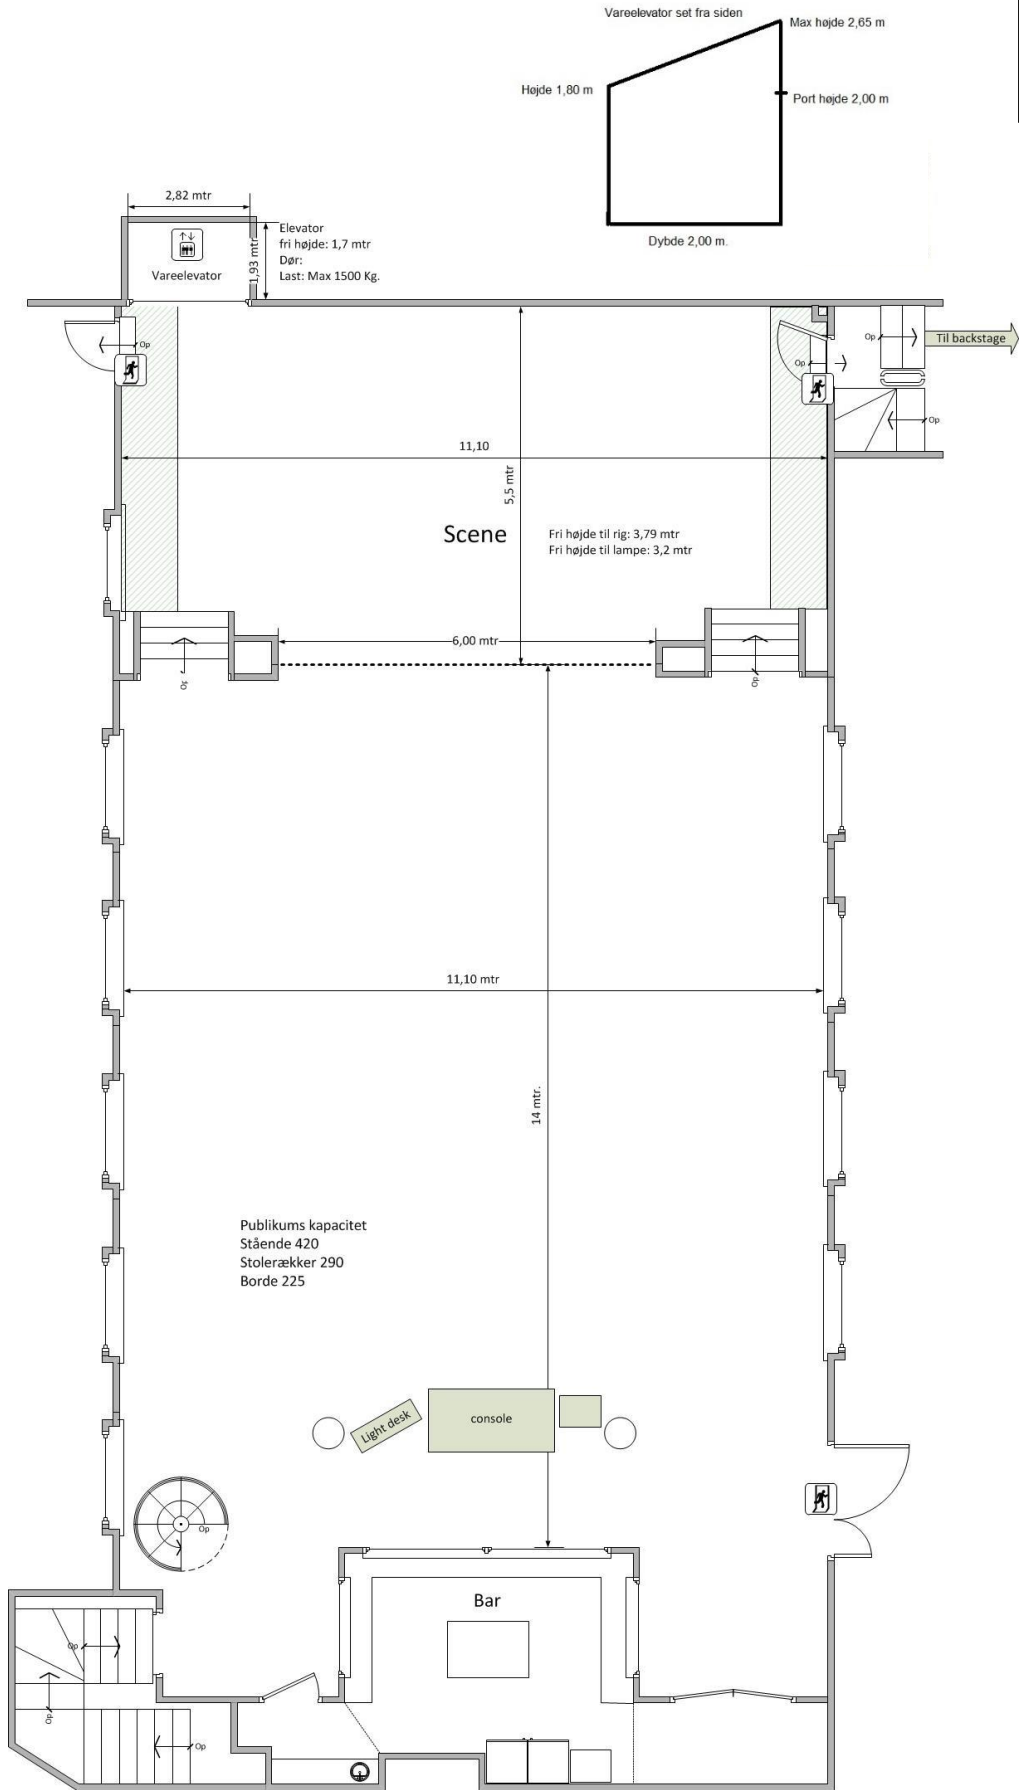 Vareelevator set fra siden
Max højde 2,65 m
Højde 1,80 m
Port højde 2,00 m
Dybde 2,00 m.
2,82 mtr
Elevator
fri højde: 1,7 mtr
Dør:
Last: Max 1500 Kg.
1,93 mtr
Vareelevator
Op
Op
Op
Til backstage
Op
11,10
5,5 mtr
Scene
Fri højde til rig: 3,79 mtr
Fri højde til lampe: 3,2 mtr
6,00 mtr
Op
Op
11,10 mtr
14 mtr.
Publikums kapacitet
Stående 420
Stolerækker 290
Borde 225
Light desk
console
Op
Bar
Op
Op
Op